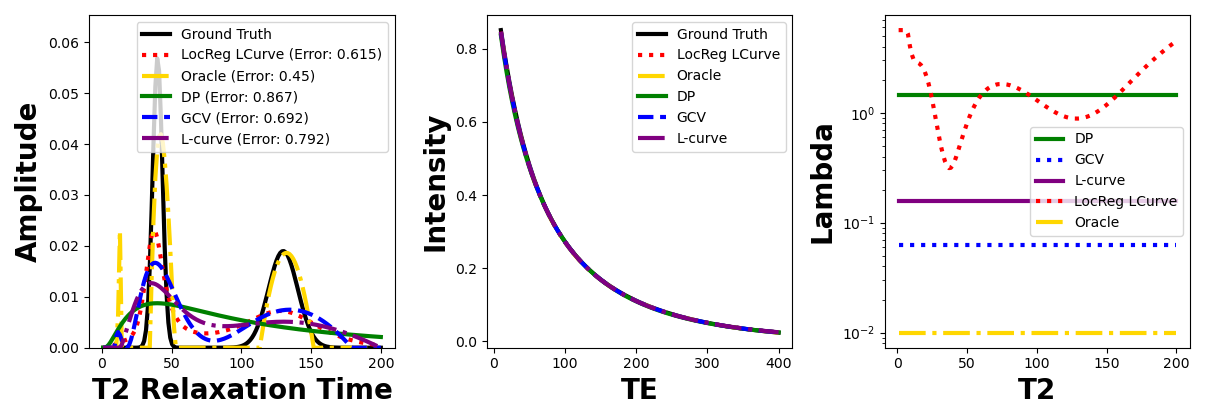 Amplitude
0.06
0.05
0.04
0.03
0.02
0.01
0.00
0
50
100
150
200
T2 Relaxation Time
Ground Truth
LocReg LCurve (Error: 0.615)
Oracle (Error: 0.45)
DP (Error: 0.867)
GCV (Error: 0.692)
L-curve (Error: 0.792)
Intensity
0.8
0.6
0.4
0.2
0.0
0
100
200
300
400
TE
Ground Truth
LocReg LCurve
Oracle
DP
GCV
L-curve
Lambda
10⁰
10⁻¹
10⁻²
0
50
100
150
200
T2
DP
GCV
L-curve
LocReg LCurve
Oracle